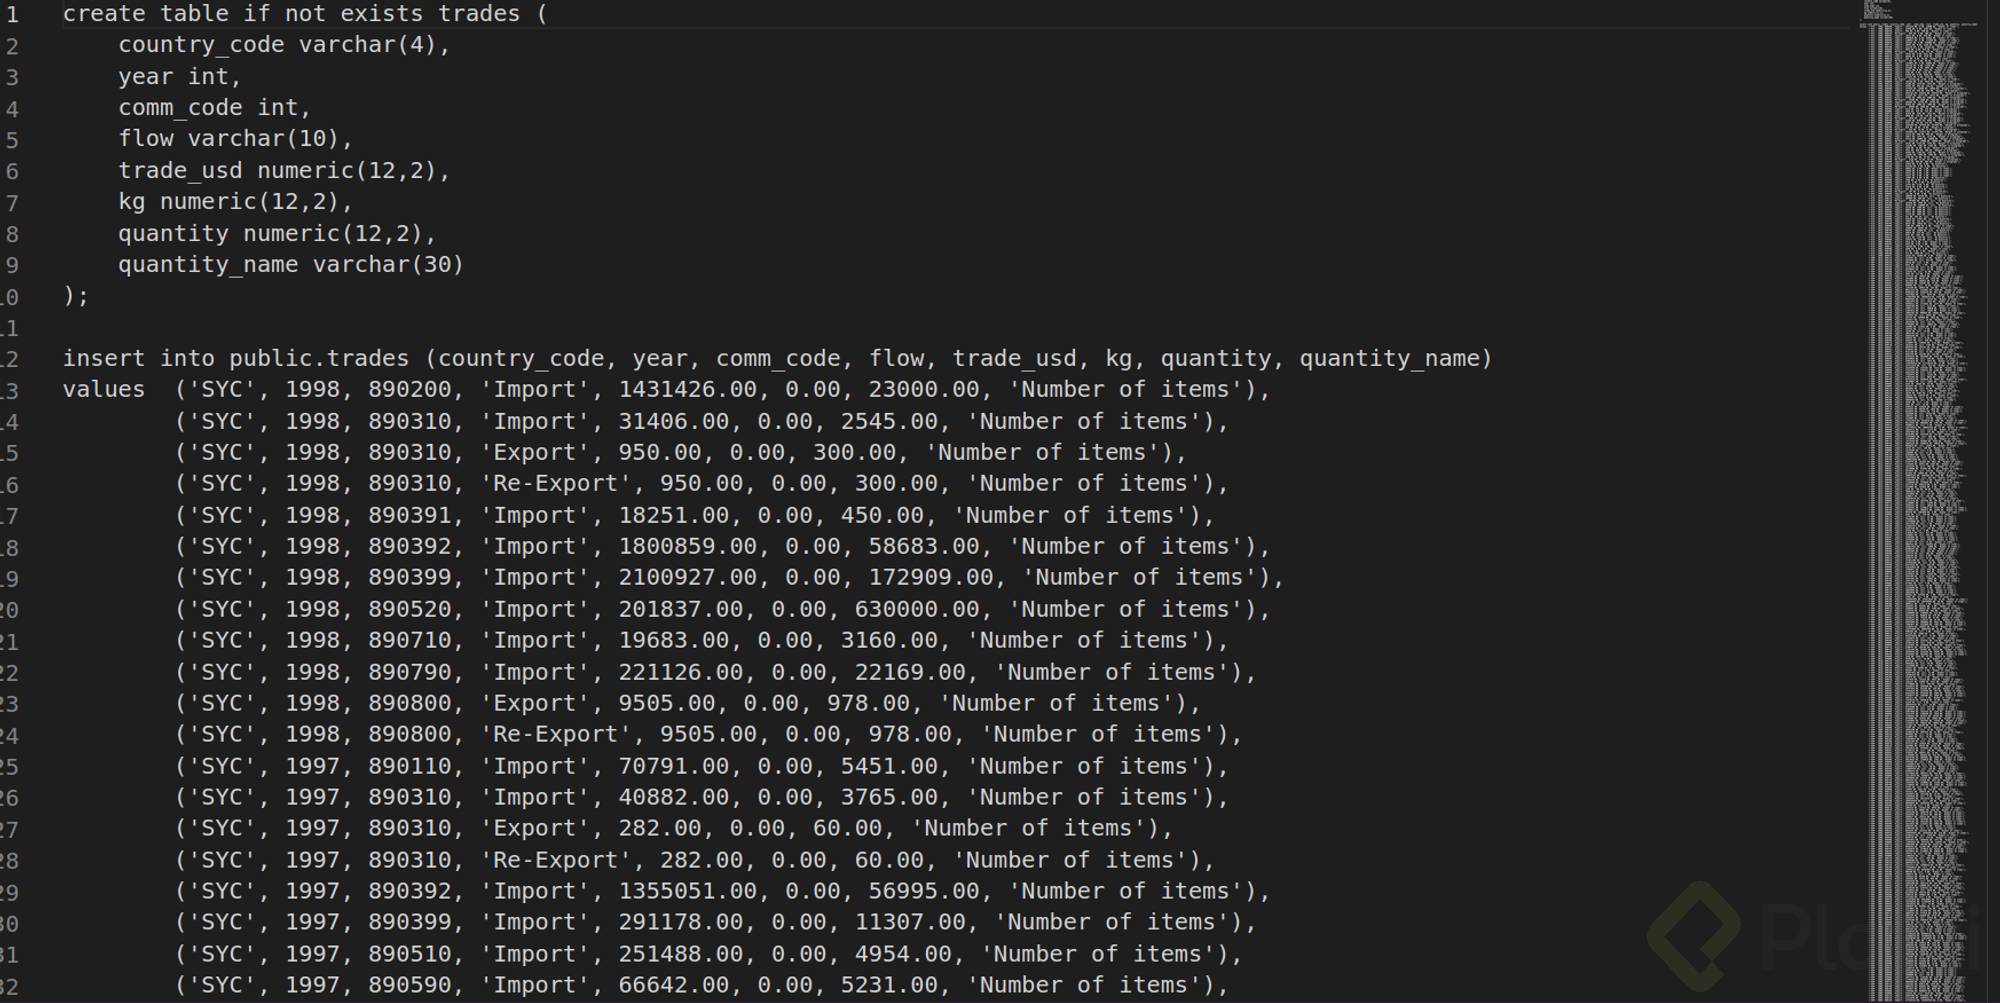 1 create table if not exists trades (
2 country_code varchar(4),
3 year int,
4 comm_code int,
5 flow varchar(10),
6 trade_usd numeric(12,2),
7 kg numeric(12,2),
8 quantity numeric(12,2),
9 quantity_name varchar(30)
10 );
11
12 insert into public.trades (country_code, year, comm_code, flow, trade_usd, kg, quantity, quantity_name)
13 values ('SYC', 1998, 890200, 'Import', 1431426.00, 0.00, 23000.00, 'Number of items'),
14 ('SYC', 1998, 890310, 'Import', 31406.00, 0.00, 2545.00, 'Number of items'),
15 ('SYC', 1998, 890310, 'Export', 950.00, 0.00, 300.00, 'Number of items'),
16 ('SYC', 1998, 890310, 'Re-Export', 950.00, 0.00, 300.00, 'Number of items'),
17 ('SYC', 1998, 890391, 'Import', 18251.00, 0.00, 450.00, 'Number of items'),
18 ('SYC', 1998, 890392, 'Import', 1800859.00, 0.00, 58683.00, 'Number of items'),
19 ('SYC', 1998, 890399, 'Import', 2100927.00, 0.00, 172909.00, 'Number of items'),
20 ('SYC', 1998, 890520, 'Import', 201837.00, 0.00, 630000.00, 'Number of items'),
21 ('SYC', 1998, 890710, 'Import', 19683.00, 0.00, 3160.00, 'Number of items'),
22 ('SYC', 1998, 890790, 'Import', 221126.00, 0.00, 22169.00, 'Number of items'),
23 ('SYC', 1998, 890800, 'Export', 9505.00, 0.00, 978.00, 'Number of items'),
24 ('SYC', 1998, 890800, 'Re-Export', 9505.00, 0.00, 978.00, 'Number of items'),
25 ('SYC', 1997, 890110, 'Import', 70791.00, 0.00, 5451.00, 'Number of items'),
26 ('SYC', 1997, 890310, 'Import', 40882.00, 0.00, 3765.00, 'Number of items'),
27 ('SYC', 1997, 890310, 'Export', 282.00, 0.00, 60.00, 'Number of items'),
28 ('SYC', 1997, 890310, 'Re-Export', 282.00, 0.00, 60.00, 'Number of items'),
29 ('SYC', 1997, 890392, 'Import', 1355051.00, 0.00, 56995.00, 'Number of items'),
30 ('SYC', 1997, 890399, 'Import', 291178.00, 0.00, 11307.00, 'Number of items'),
31 ('SYC', 1997, 890510, 'Import', 251488.00, 0.00, 4954.00, 'Number of items'),
32 ('SYC', 1997, 890590, 'Import', 66642.00, 0.00, 5231.00, 'Number of items'),